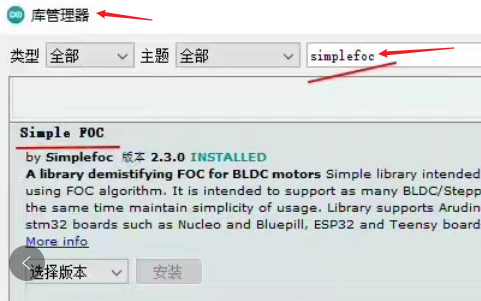 库管理器
类型 全部 主题 全部 simplefoc
Simple FOC
by Simplefoc 版本 2.3.0 INSTALLED
A library demistifying FOC for BLDC motors Simple library intended
using FOC algorithm. It is intended to support as many BLDC/Stepp
the same time maintain simplicity of usage. Library supports Arudin
stm32 boards such as Nucleo and Bluepill, ESP32 and Teensy board
More info
选择版本 安装